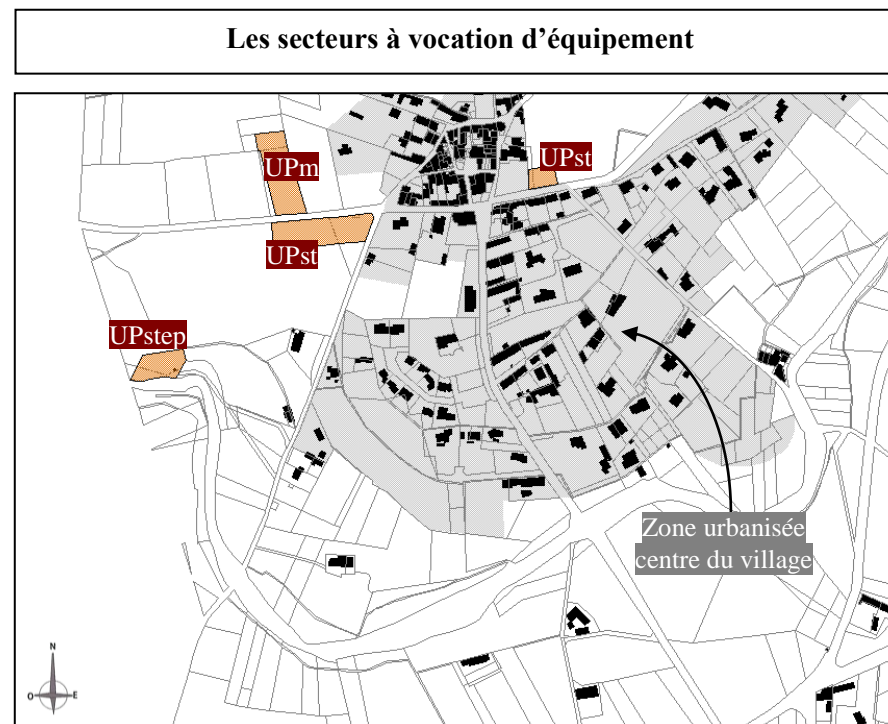 Les secteurs à vocation d'équipement
UPm
UPst
UPst
UPstep
Zone urbanisée
centre du village
N
O
E